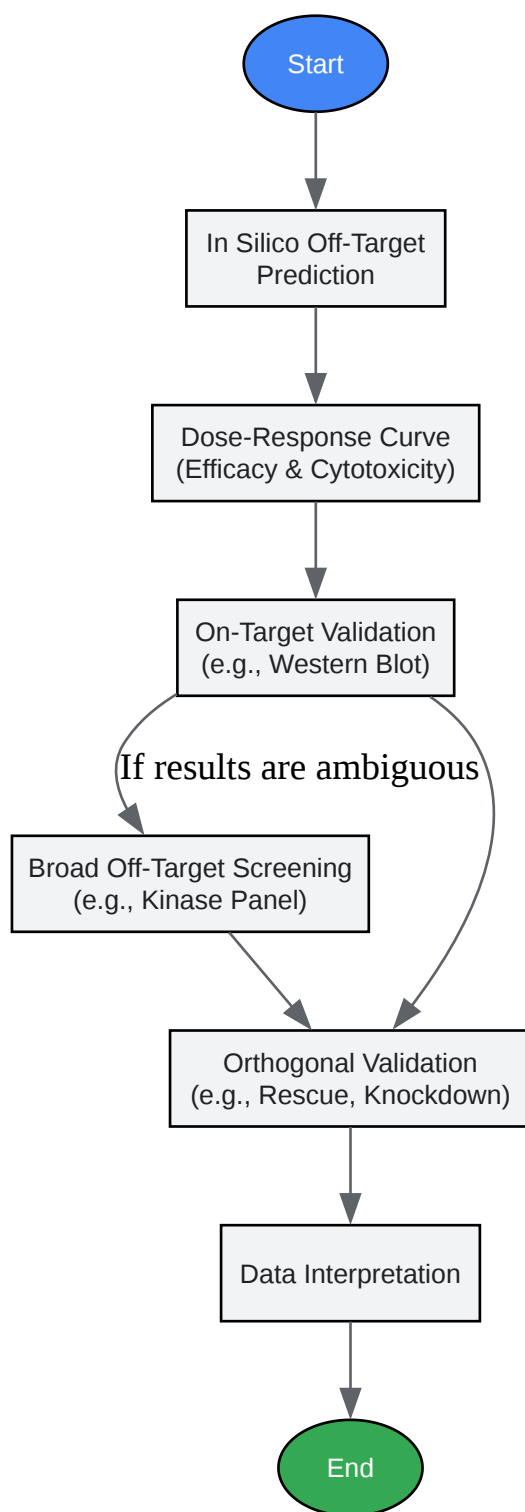 Start
In Silico Off-Target
Prediction
Dose-Response Curve
(Efficacy & Cytotoxicity)
On-Target Validation
(e.g., Western Blot)
If results are ambiguous
Broad Off-Target Screening
(e.g., Kinase Panel)
Orthogonal Validation
(e.g., Rescue, Knockdown)
Data Interpretation
End